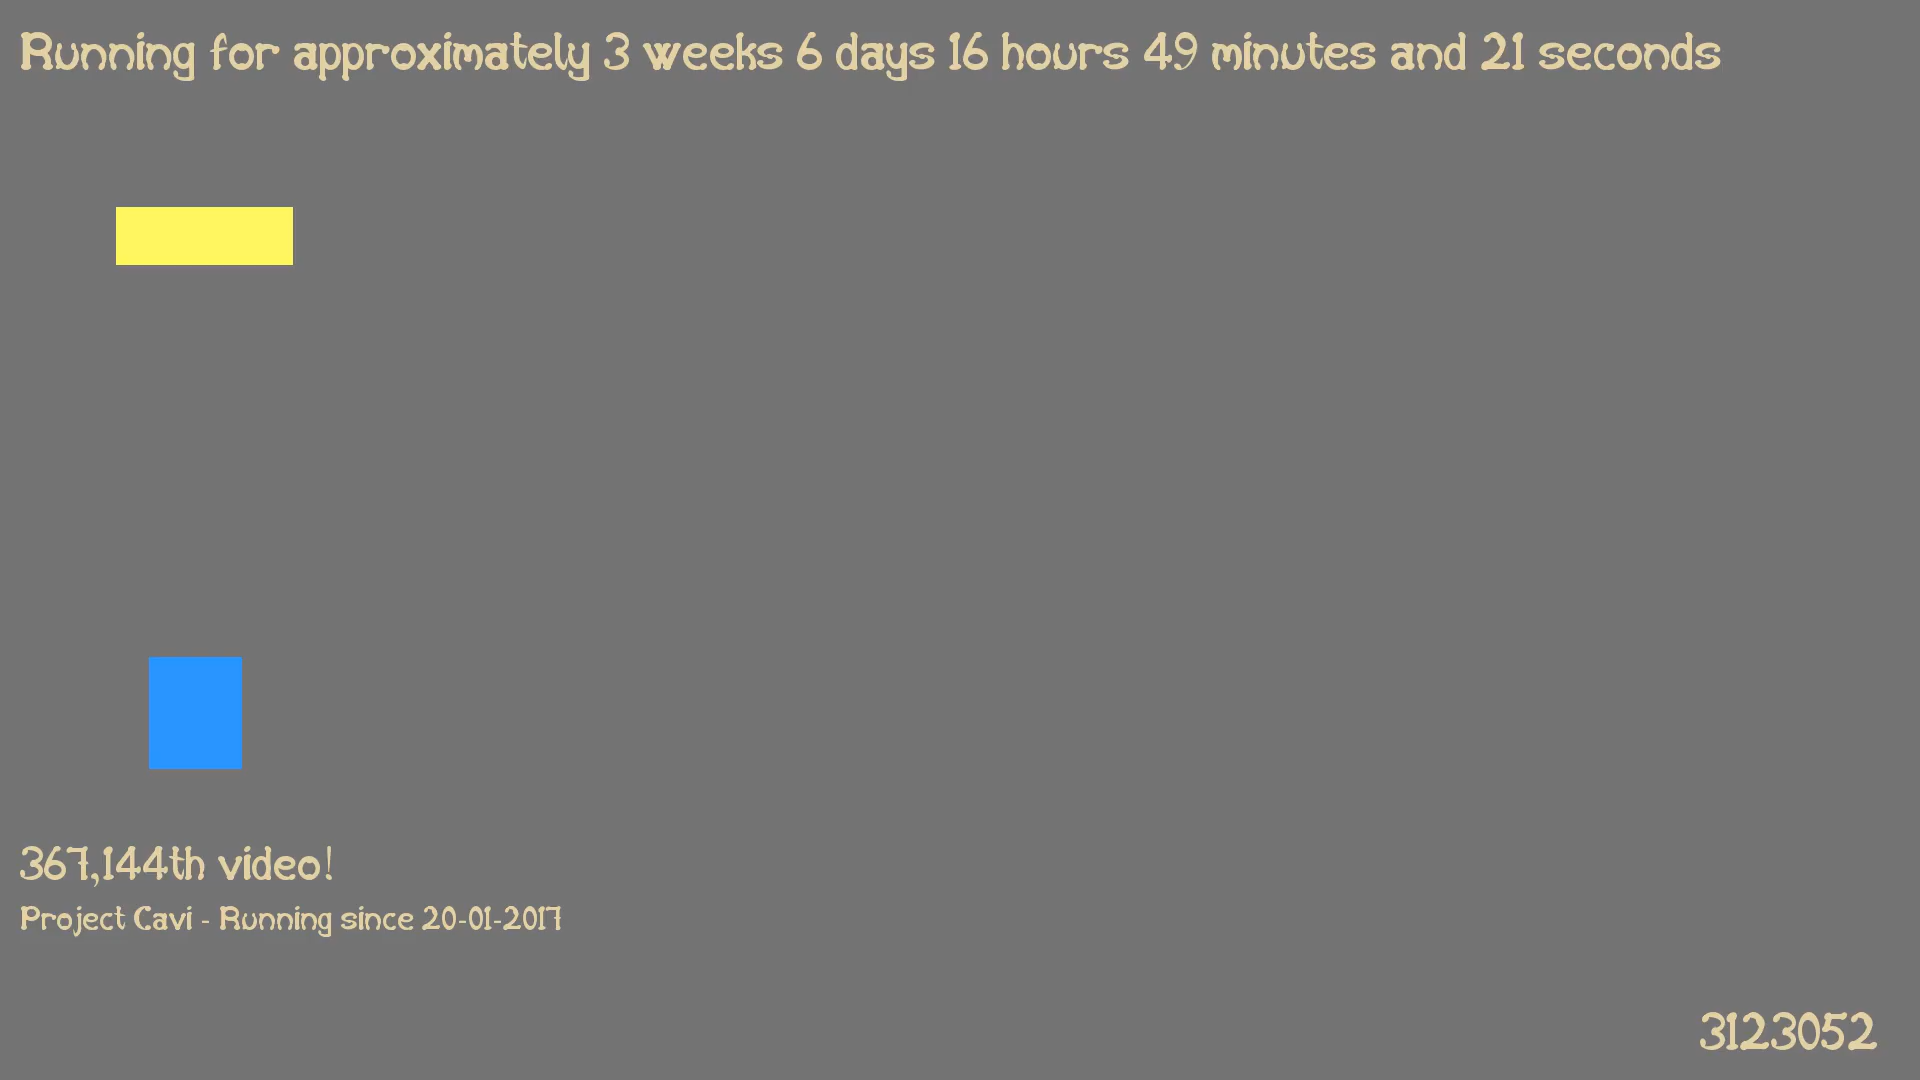 Running for approximately 3 weeks 6 days 16 hours 49 minutes and 21 seconds
367,144th video!
Project Cavi - Running since 20-01-2017
3123052